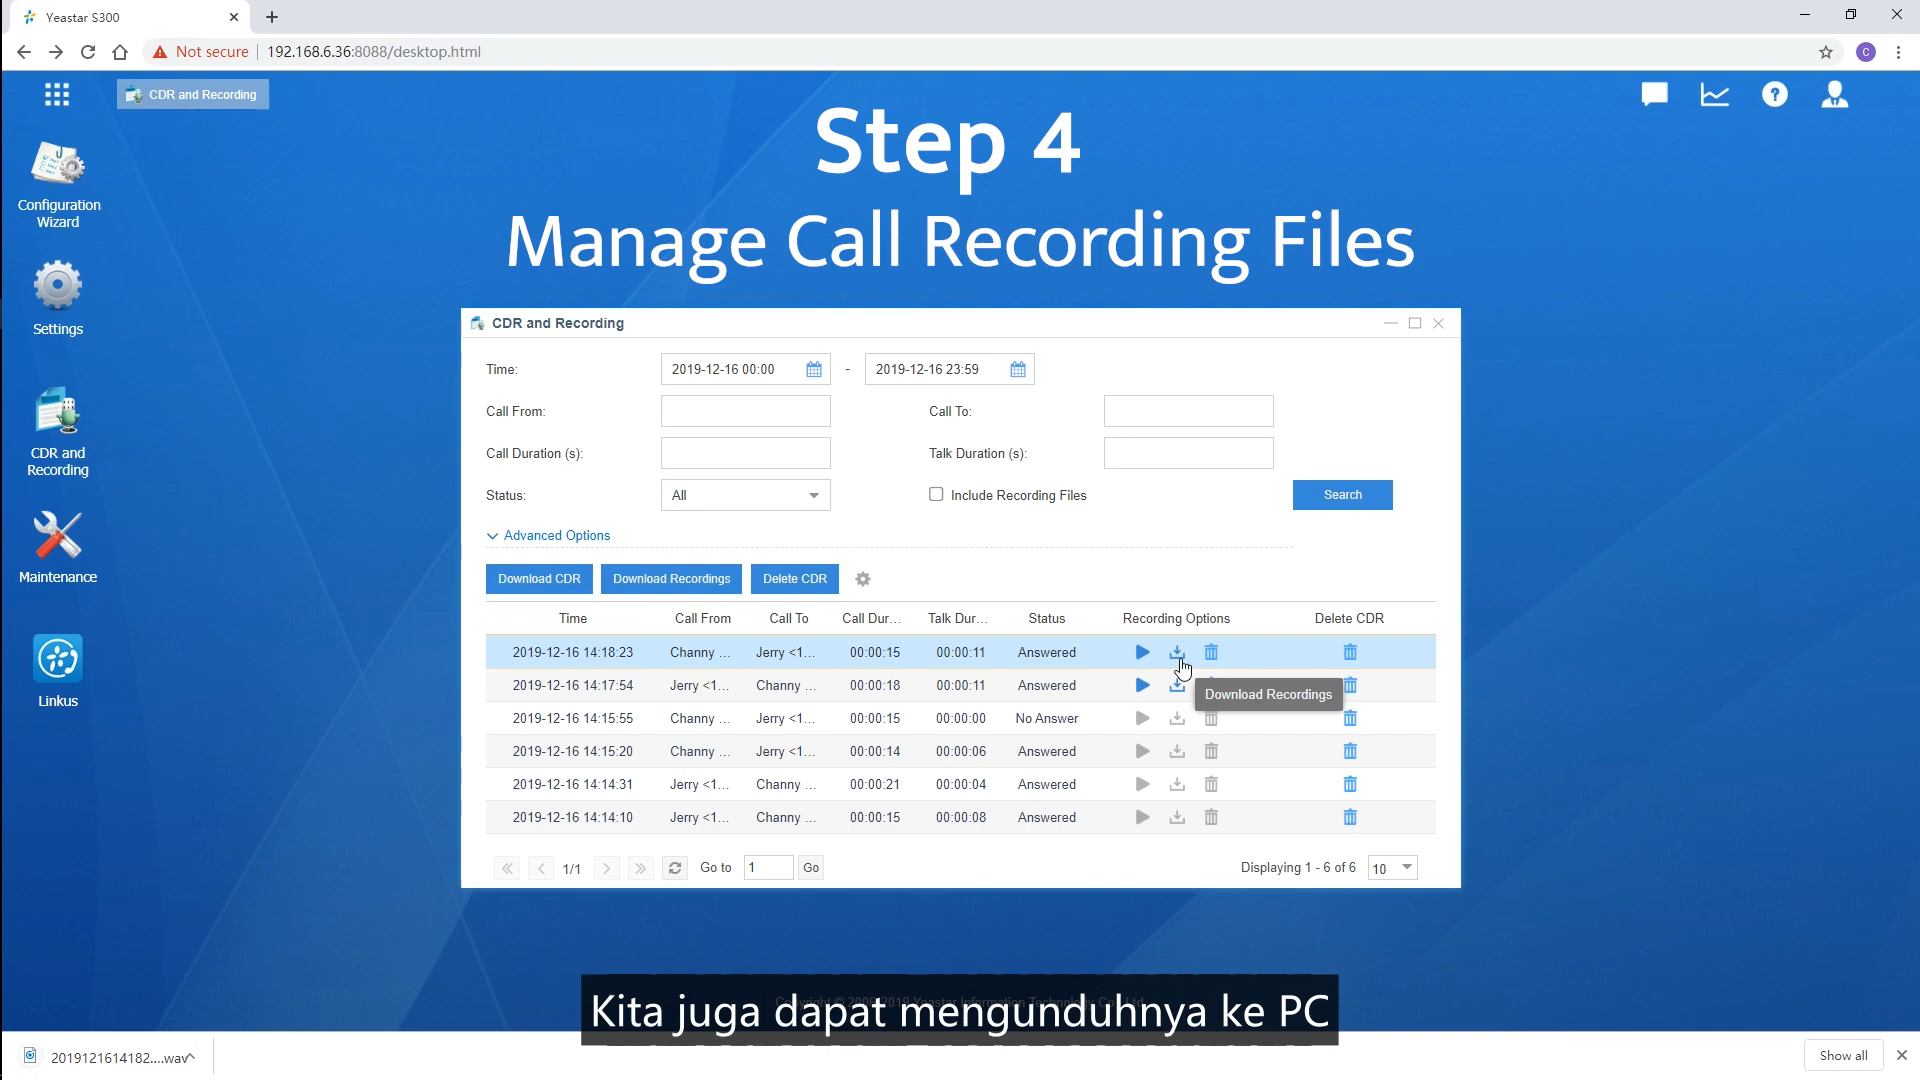 Yeastar S300
Not secure
192.168.6.36:8088/desktop.html
C
CDR and Recording
Step 4
Manage Call Recording Files
Configuration
Wizard
Settings
CDR and
Recording
Maintenance
Linkus
CDR and Recording
Time:
2019-12-16 00:00
-
2019-12-16 23:59
Call From:
Call To:
Call Duration (s):
Talk Duration (s):
Status:
All
Include Recording Files
Search
Advanced Options
Download CDR
Download Recordings
Delete CDR
Time Call From Call To Call Dur... Talk Dur... Status Recording Options Delete CDR
2019-12-16 14:18:23 Channy ... Jerry <1... 00:00:15 00:00:11 Answered
2019-12-16 14:17:54 Jerry <1... Channy ... 00:00:18 00:00:11 Answered
Download Recordings
2019-12-16 14:15:55 Channy ... Jerry <1... 00:00:15 00:00:00 No Answer
2019-12-16 14:15:20 Channy ... Jerry <1... 00:00:14 00:00:06 Answered
2019-12-16 14:14:31 Jerry <1... Channy ... 00:00:21 00:00:04 Answered
2019-12-16 14:14:10 Jerry <1... Channy ... 00:00:15 00:00:08 Answered
1/1
Go to 1 Go
Displaying 1 - 6 of 6 10
Kita juga dapat mengunduhnya ke PC
2019121614182....wav
Show all